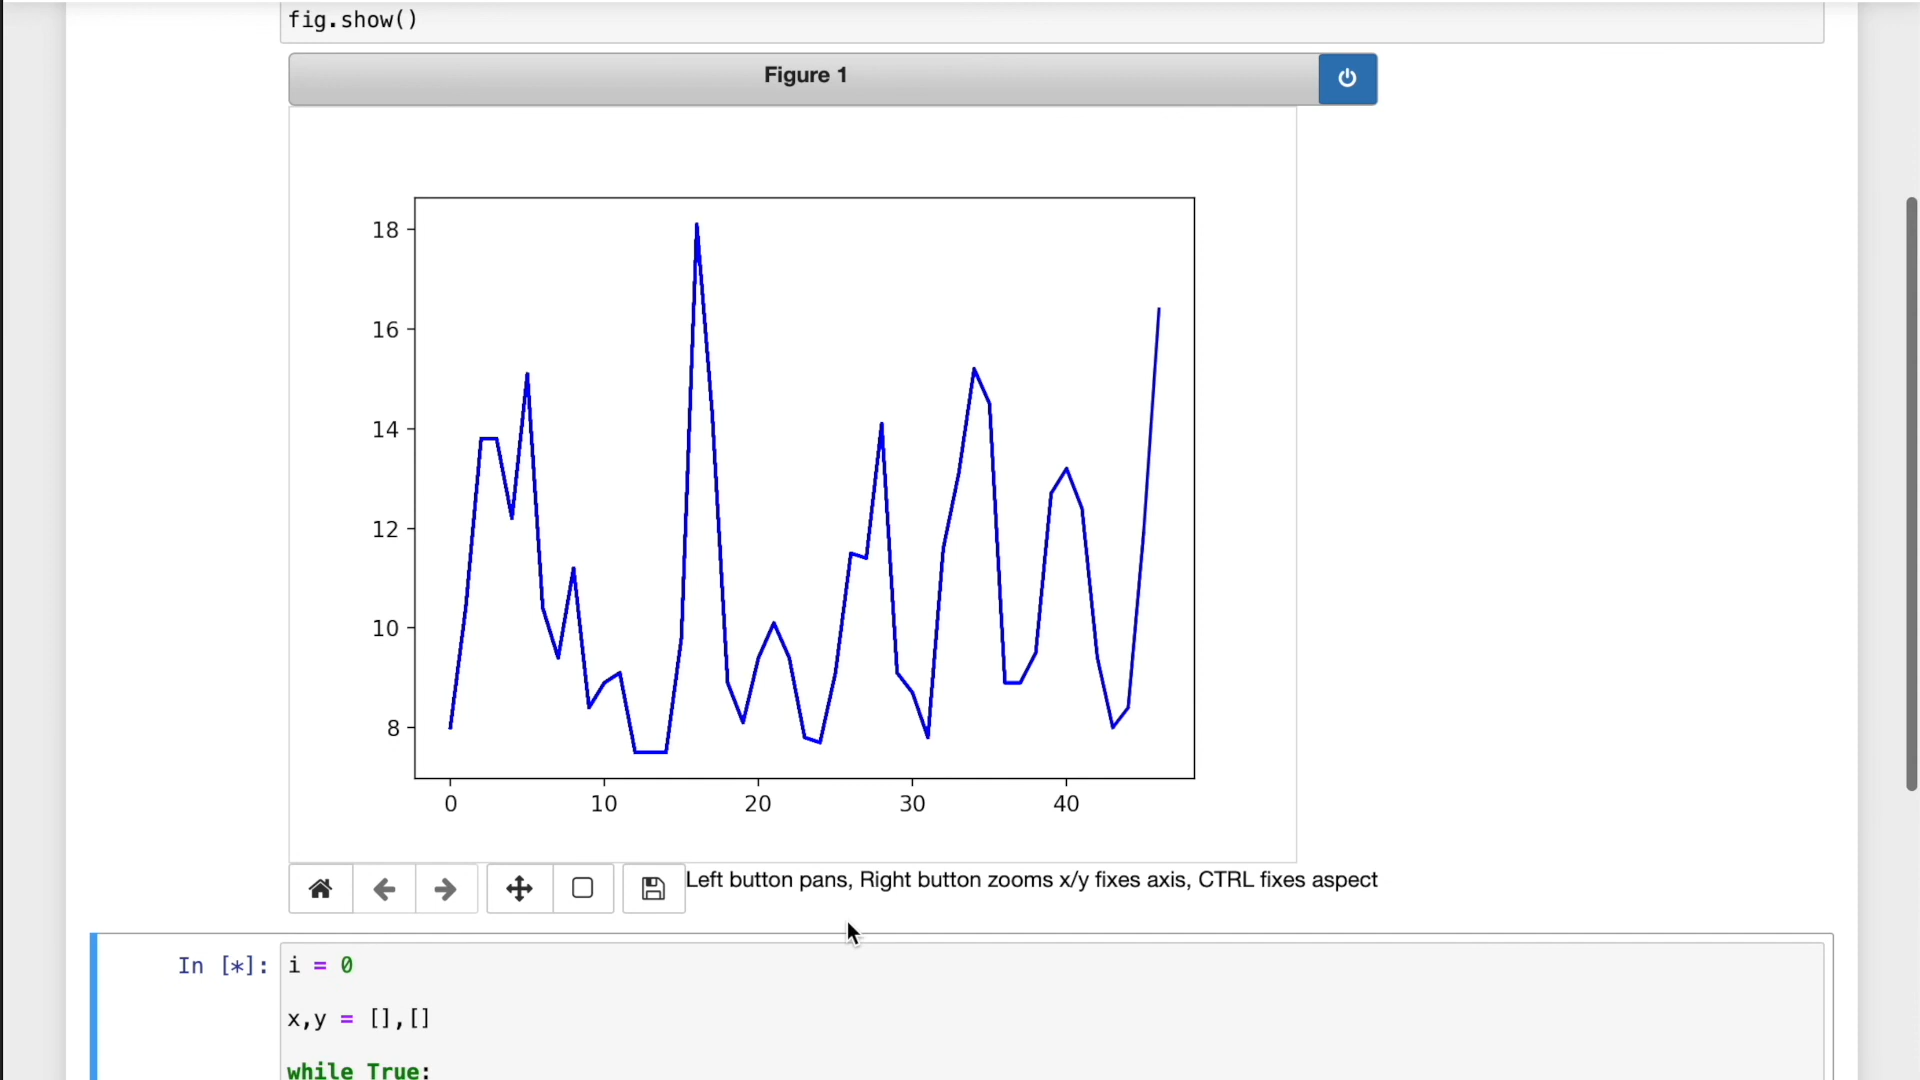 fig.show()
Figure 1
18
16
14
12
10
8
0 10 20 30 40
Left button pans, Right button zooms x/y fixes axis, CTRL fixes aspect
In [*]: i = 0
x,y = [],[]
while True: